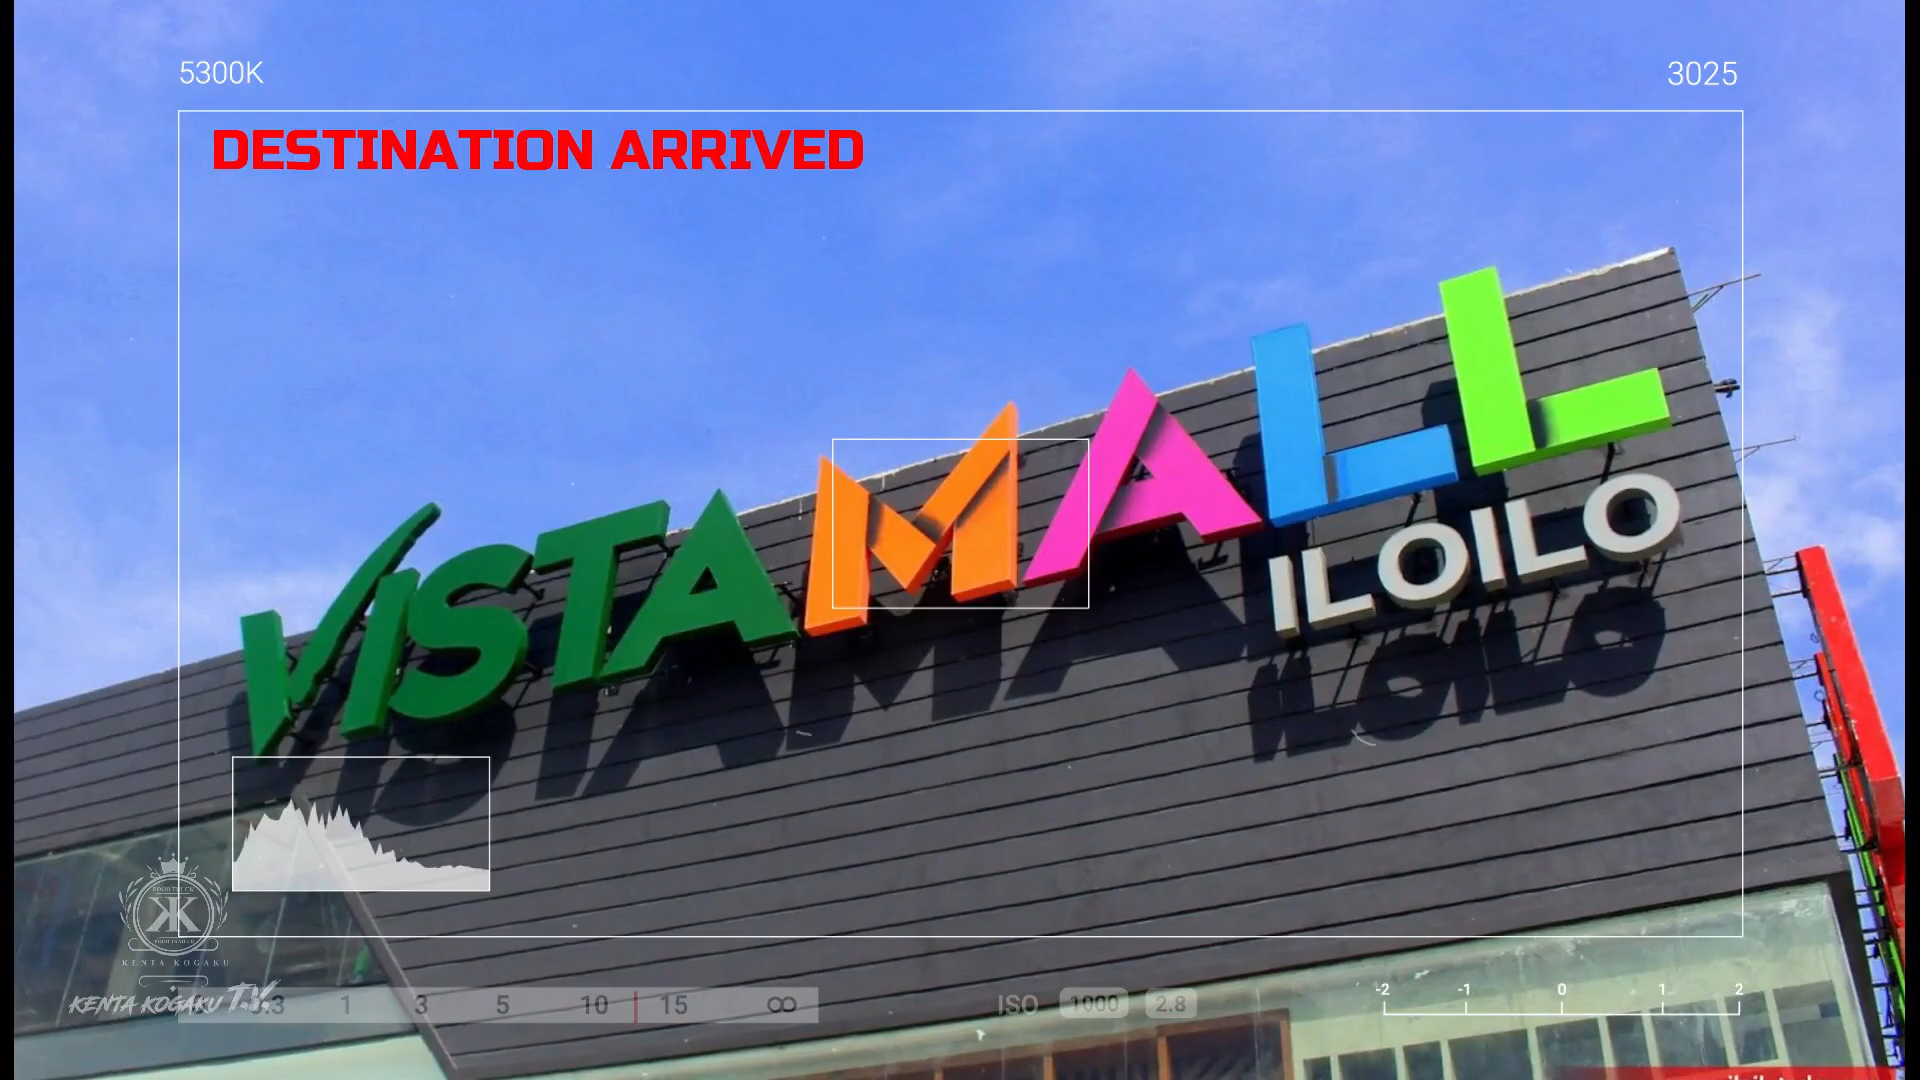 5300K
3025
DESTINATION ARRIVED
VISTAMALL
ILOILO
KENTA KOGAKU
KENTA KOGAKU T.V.
1 3 5 10 15 ∞
ISO 1000 2.8
-2 -1 0 1 2